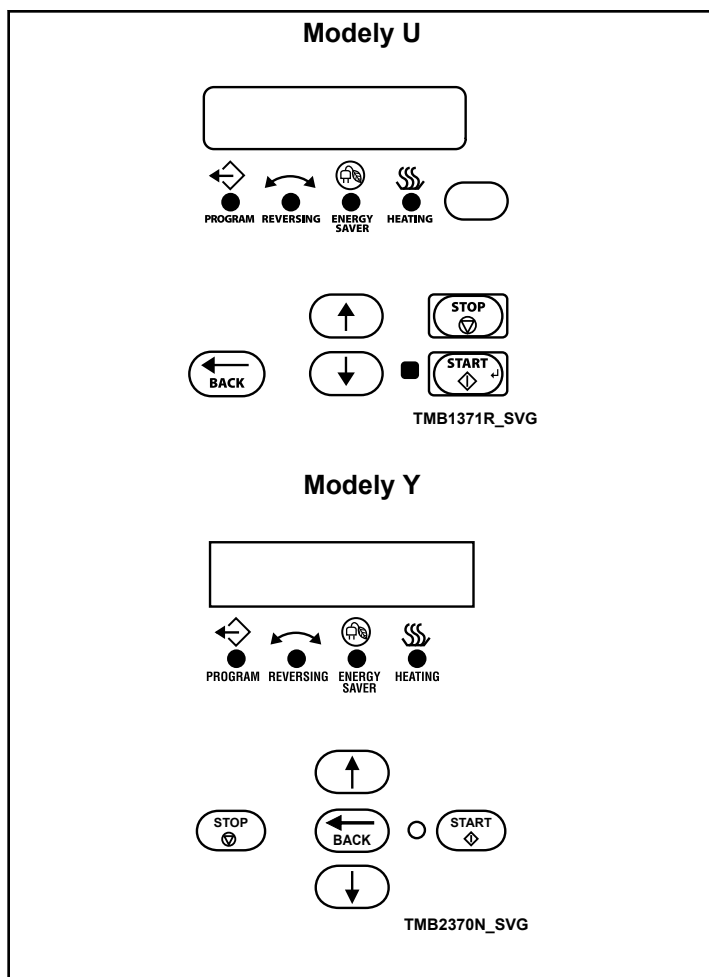 Modely U
PROGRAM REVERSING ENERGY SAVER HEATING
STOP
BACK
START
TMB1371R_SVG
Modely Y
PROGRAM REVERSING ENERGY SAVER HEATING
STOP
BACK
START
TMB2370N_SVG